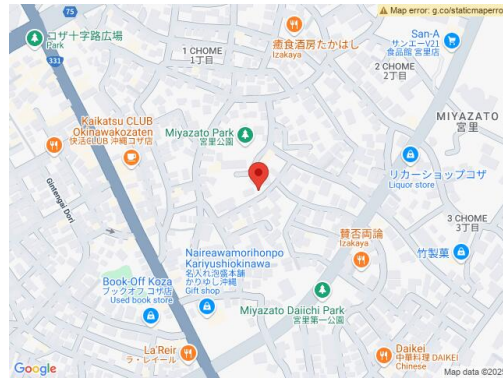 Map error: g.co/staticmaperro
75
コザ十字路広場
Park
331
1 CHOME
1丁目
癒食酒房たかはし
Izakaya
San-A
サンエーV21
食品館 宮里店
2 CHOME
2丁目
MIYAZATO
宮里
Kaikatsu CLUB
Okinawakozaten
快活CLUB 沖縄コザ店
Miyazato Park
宮里公園
リカーショップコザ
Liquor store
Gintengai Dori
3 CHOME
3丁目
賛否両論
Izakaya
竹製菓
Naireawamorihonpo
Kariyushiokinawa
名入れ泡盛本舗
かりゆし沖縄
Gift shop
Book-Off Koza
ブックオフ コザ店
Used book store
Miyazato Daiichi Park
宮里第一公園
La'Reir
ラ・レイール
Daikei
中華料理 DAIKEI
Chinese
Google
Map data ©202